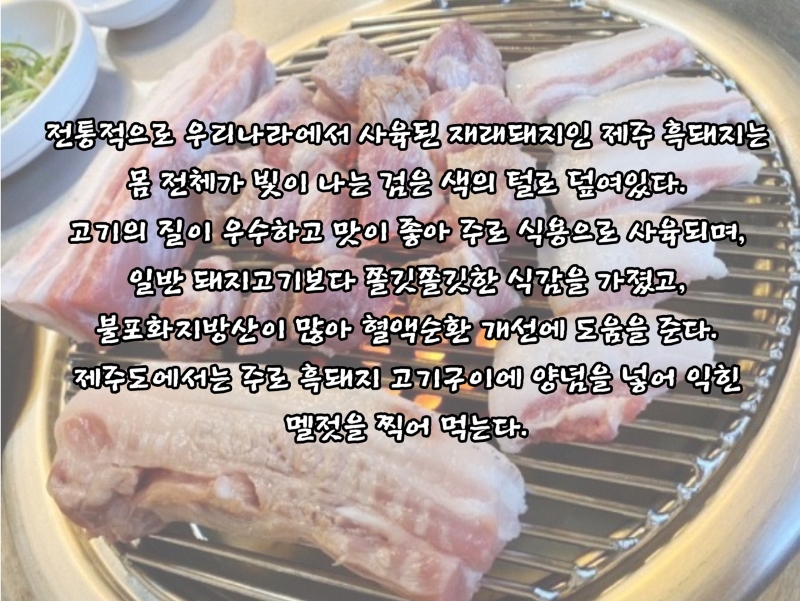 전통적으로 우리나라에서 사육된 재래돼지인 제주 흑돼지는
몸 전체가 빛이 나는 검은 색의 털로 덮여있다.
고기의 질이 우수하고 맛이 좋아 주로 식용으로 사육되며,
일반 돼지고기보다 쫄깃쫄깃한 식감을 가졌고,
불포화지방산이 많아 혈액순환 개선에 도움을 준다.
제주도에서는 주로 흑돼지 고기구이에 양념을 넣어 익힌
멜젓을 찍어 먹는다.